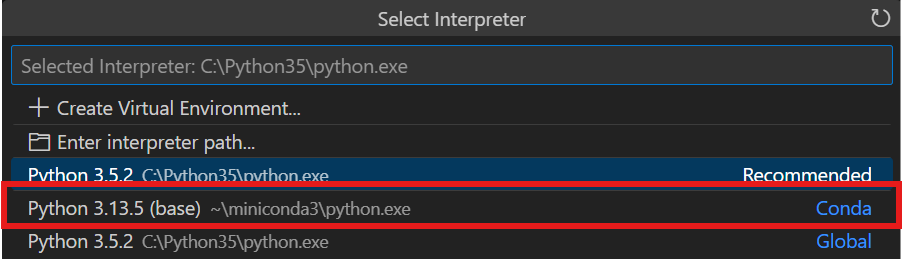 Select Interpreter
Selected Interpreter: C:\Python35\python.exe
Create Virtual Environment...
Enter interpreter path...
Python 3.5.2 C:\Python35\python.exe Recommended
Python 3.13.5 (base) ~\miniconda3\python.exe Conda
Python 3.5.2 C:\Python35\python.exe Global